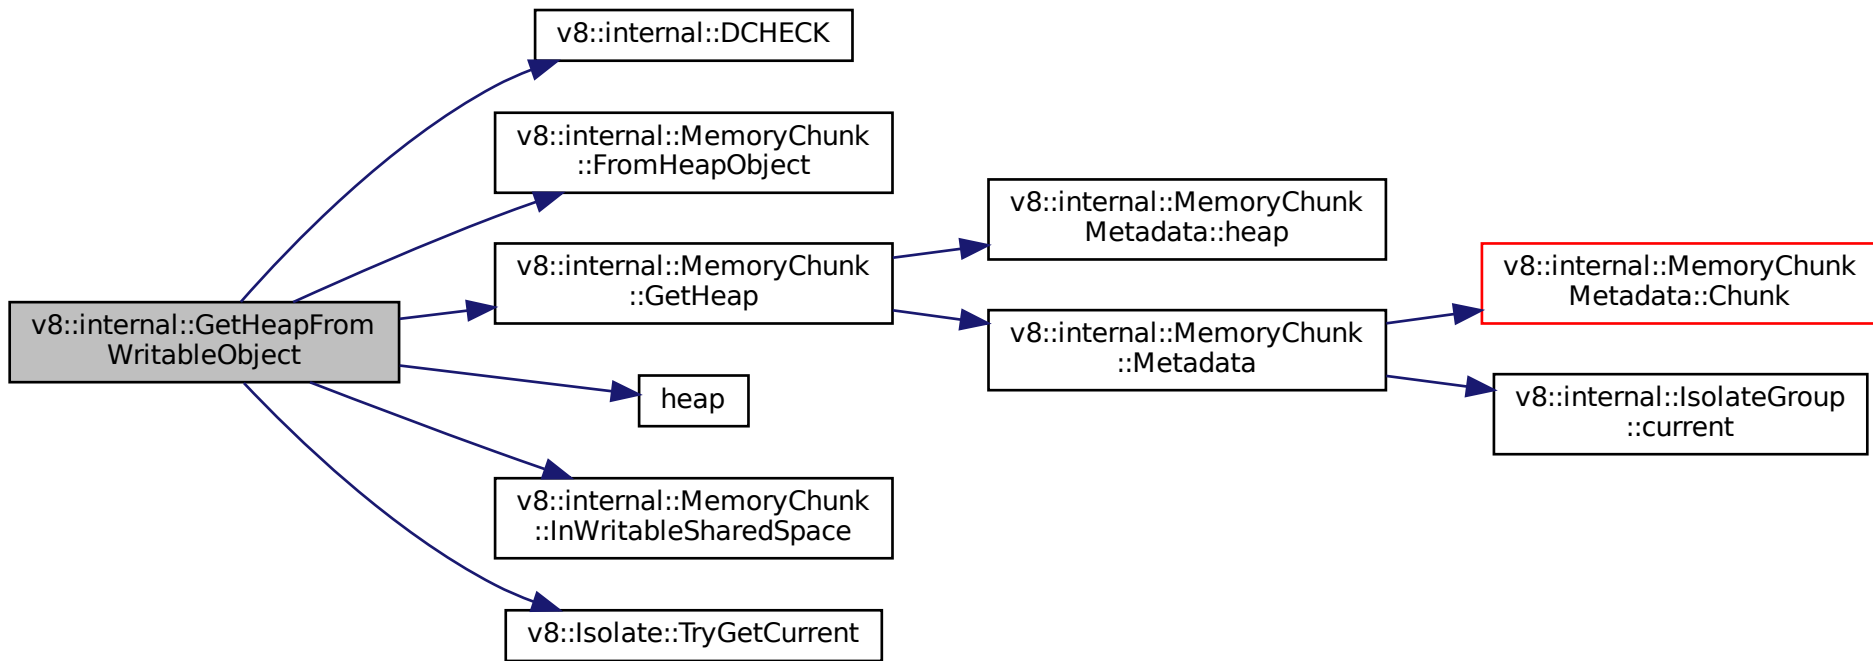 v8::internal::GetHeapFrom
WritableObject
v8::internal::DCHECK
v8::internal::MemoryChunk
::FromHeapObject
v8::internal::MemoryChunk
::GetHeap
heap
v8::internal::MemoryChunk
::InWritableSharedSpace
v8::Isolate::TryGetCurrent
v8::internal::MemoryChunk
Metadata::heap
v8::internal::MemoryChunk
::Metadata
v8::internal::MemoryChunk
Metadata::Chunk
v8::internal::IsolateGroup
::current